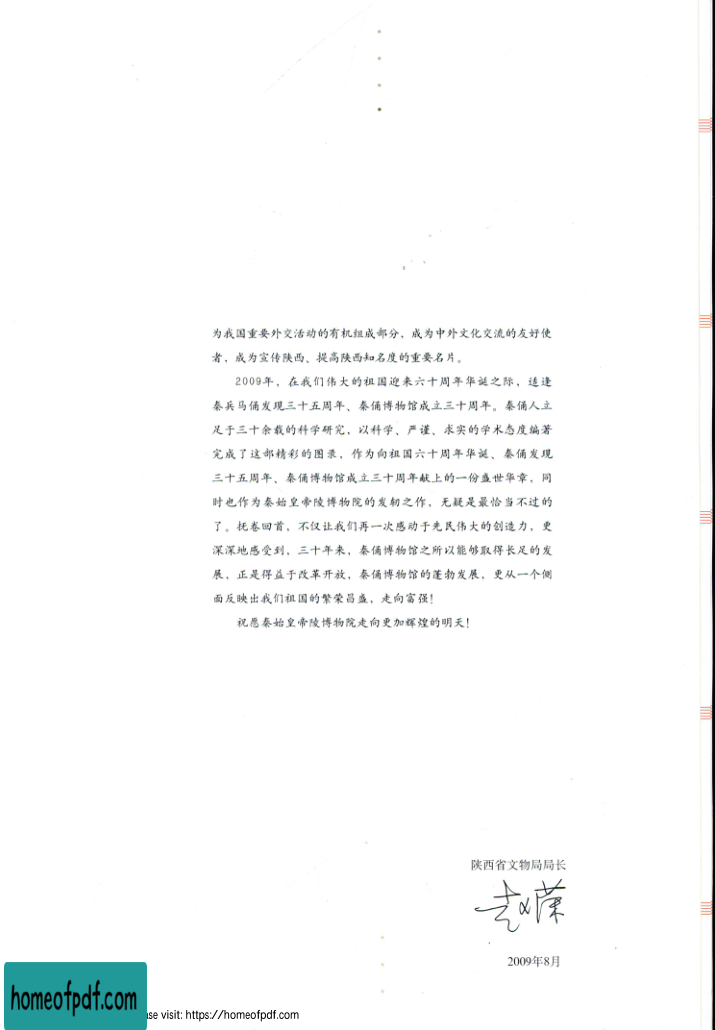 为我国重要外交活动的有机组成部分，成为中外文化交流的友好使
者，成为宣传陕西、提高陕西知名度的重要名片。
2009年，在我们伟大的祖国迎来六十周年华诞之际，适逢
秦兵马俑发现三十五周年、秦俑博物馆成立三十周年。秦俑人立
足于三十余载的科学研究，以科学、严谨、求实的学术态度编著
完成了这部精彩的图录，作为向祖国六十周年华诞、秦俑发现
三十五周年、秦俑博物馆成立三十周年献上的一份盛世华章，同
时也作为秦始皇帝陵博物院的发轫之作，无疑是最恰当不过的
了。抚卷回首，不仅让我们再一次感动于先民伟大的创造力，更
深深地感受到，三十年来，秦俑博物馆之所以能够取得长足的发
展，正是得益于改革开放，秦俑博物馆的蓬勃发展，更从一个侧
面反映出我们祖国的繁荣昌盛，走向富强！
祝愿秦始皇帝陵博物院走向更加辉煌的明天！
陕西省文物局局长
赵荣
2009年8月
homeofpdf.com
ase visit: https://homeofpdf.com